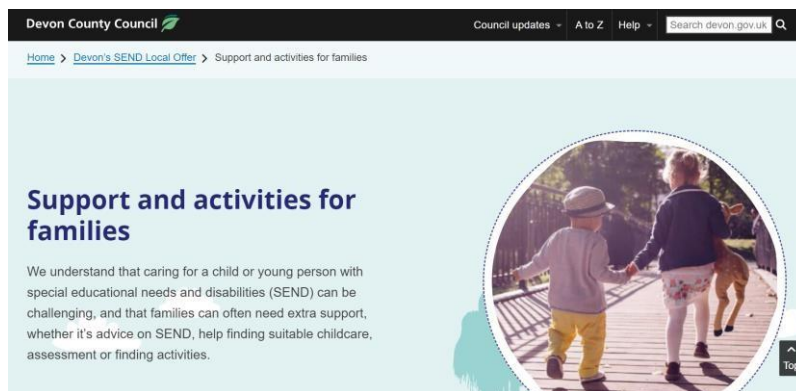 Devon County Council
Council updates A to Z Help Search devon.gov.uk
Home > Devon's SEND Local Offer > Support and activities for families
Support and activities for
families
We understand that caring for a child or young person with
special educational needs and disabilities (SEND) can be
challenging, and that families can often need extra support,
whether it's advice on SEND, help finding suitable childcare,
assessment or finding activities.
Top